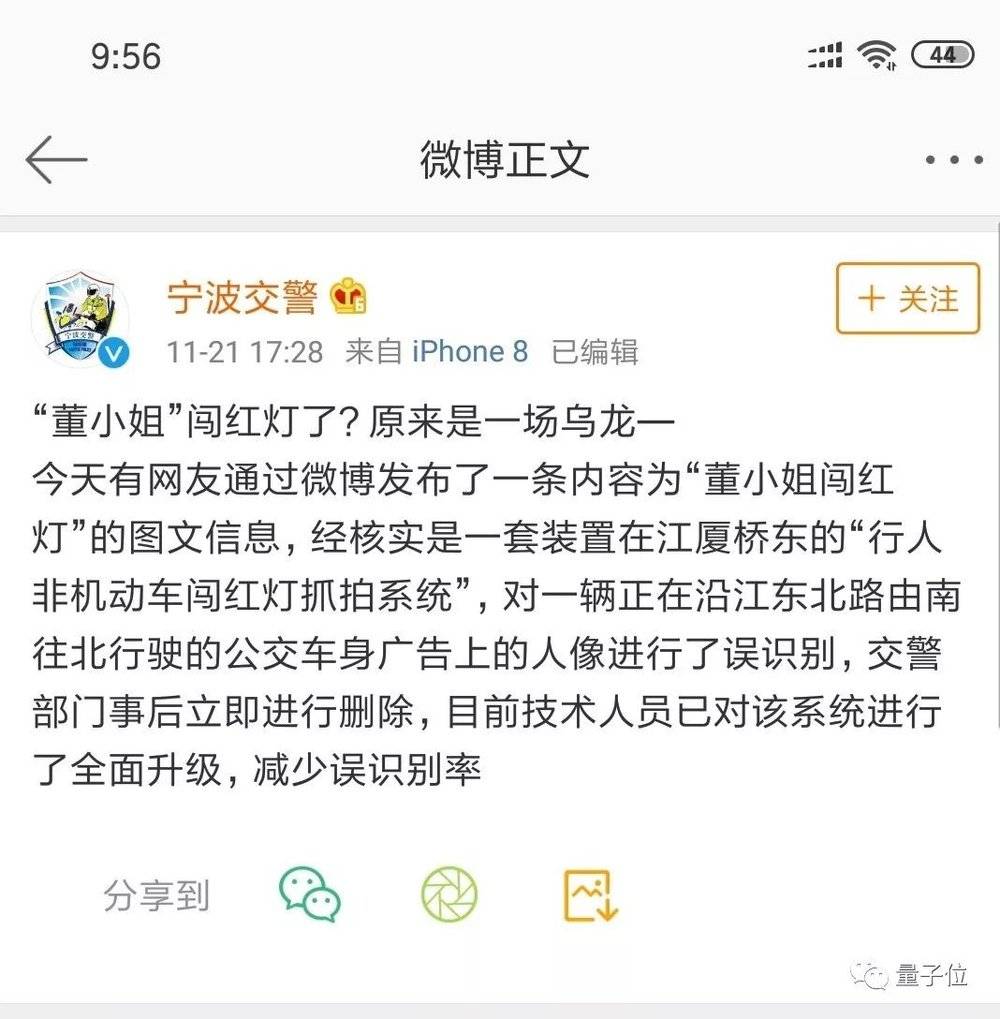 9:56
44
微博正文
宁波交警
+ 关注
11-21 17:28 来自 iPhone 8 已编辑
“董小姐”闯红灯了？原来是一场乌龙—
今天有网友通过微博发布了一条内容为“董小姐闯红
灯”的图文信息，经核实是一套装置在江厦桥东的“行人
非机动车闯红灯抓拍系统”，对一辆正在沿江东北路由南
往北行驶的公交车身广告上的人像进行了误识别，交警
部门事后立即进行删除，目前技术人员已对该系统进行
了全面升级，减少误识别率
分享到
量子位